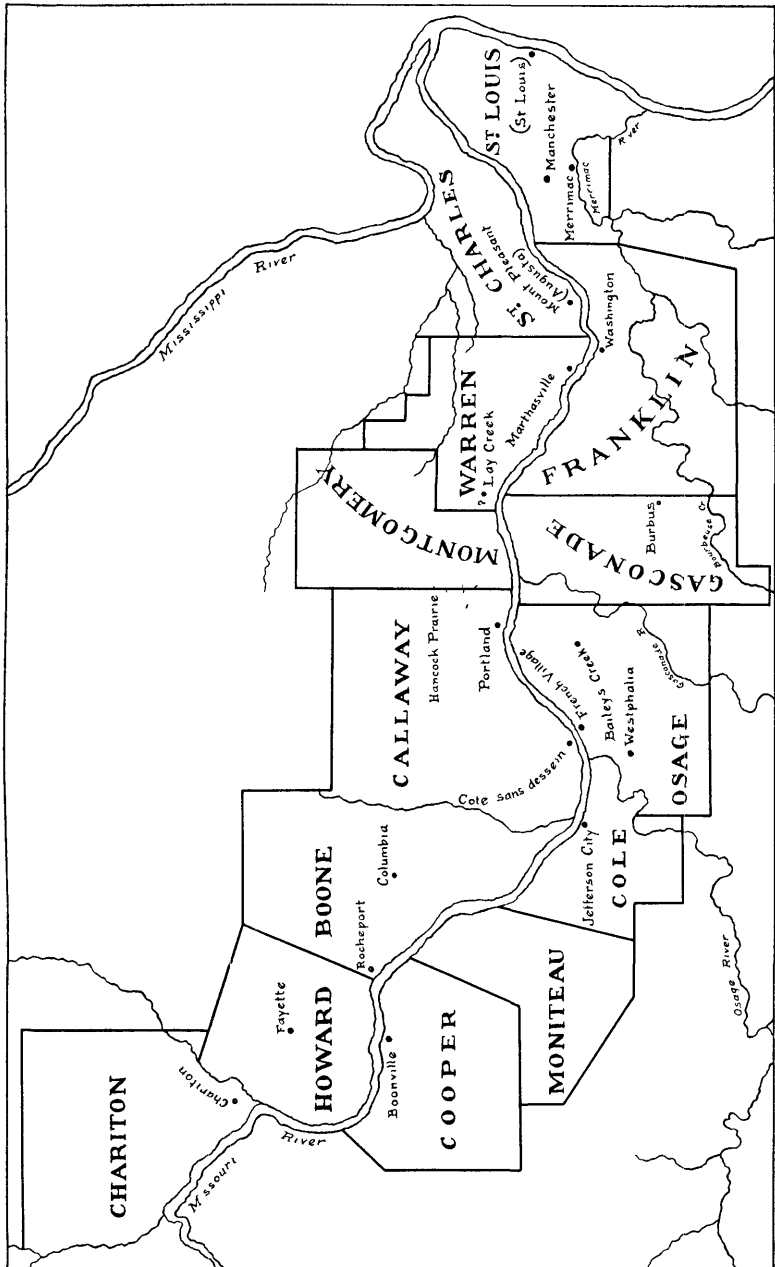 CHARITON
Missouri
River
Chariton
HOWARD
Fayette
Boonville
COOPER
BOONE
Rocheport
Columbia
MONITEAU
COLE
Jefferson City
Osage River
CALLAWAY
Hancock Prairie
Portland
Cote sans dessein
French Village
Baileys Creek
Westphalia
OSAGE
Gasconade R
MONTGOMERY
GASCONADE
Burbus
Bourbeuse Cr
WARREN
? Lay Creek
Marthasville
FRANKLIN
Washington
Mississippi River
ST. CHARLES
Mount Pleasant
(Augusta)
ST LOUIS
(St Louis)
Manchester
Merrimac
Merrimac River